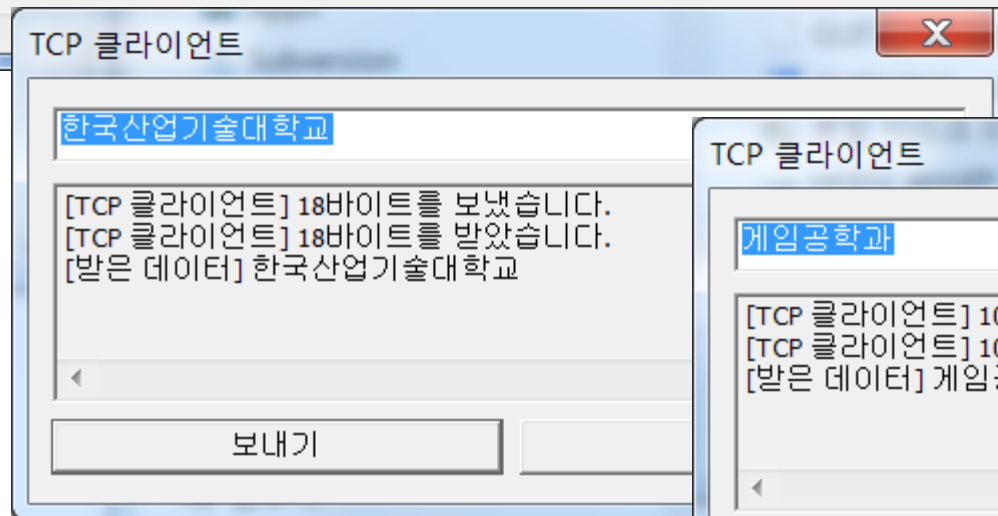 TCP 클라이언트
한국산업기술대학교
[TCP 클라이언트] 18바이트를 보냈습니다.
[TCP 클라이언트] 18바이트를 받았습니다.
[받은 데이터] 한국산업기술대학교
보내기
TCP 클라이언트
게임공학과
[TCP 클라이언트] 10
[TCP 클라이언트] 10
[받은 데이터] 게임